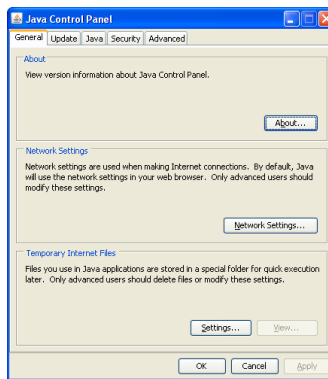 Java Control Panel
General Update Java Security Advanced
About
View version information about Java Control Panel.
About...
Network Settings
Network settings are used when making Internet connections. By default, Java
will use the network settings in your web browser. Only advanced users should
modify these settings.
Network Settings...
Temporary Internet Files
Files you use in Java applications are stored in a special folder for quick execution
later. Only advanced users should delete files or modify these settings.
Settings... View...
OK Cancel Apply